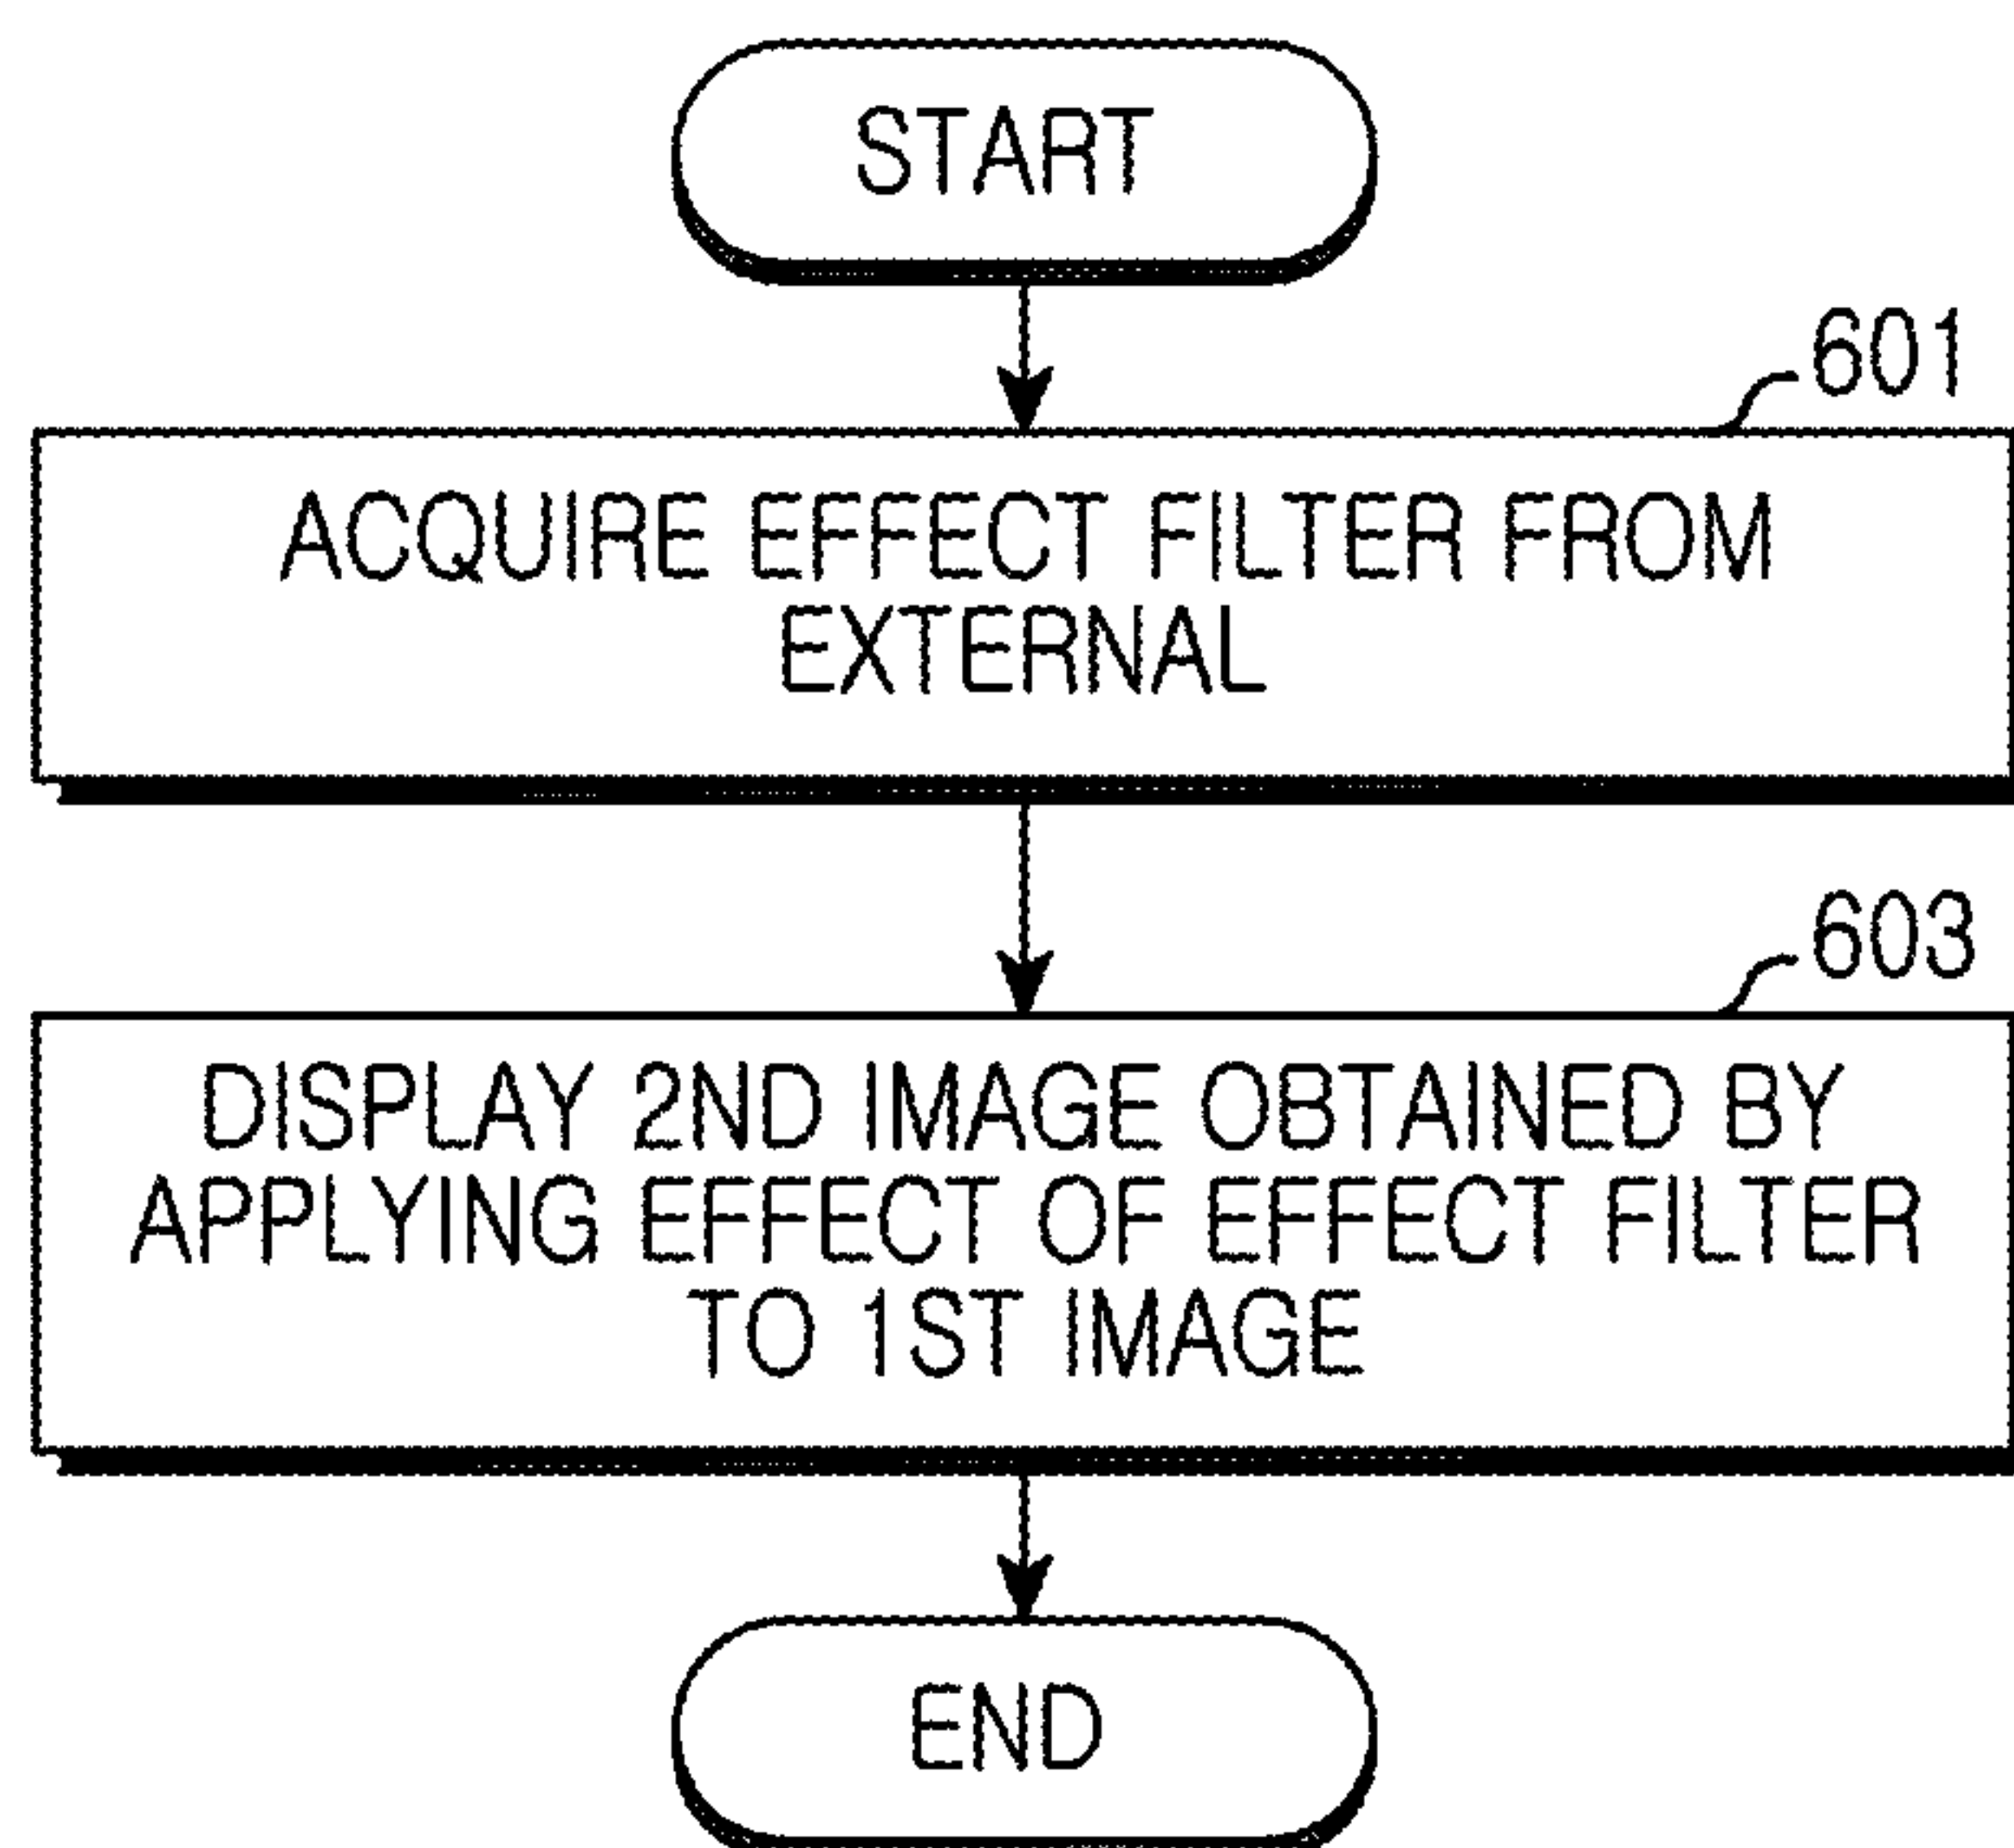 START
601
ACQUIRE EFFECT FILTER FROM
EXTERNAL
603
DISPLAY 2ND IMAGE OBTAINED BY
APPLYING EFFECT OF EFFECT FILTER
TO 1ST IMAGE
END